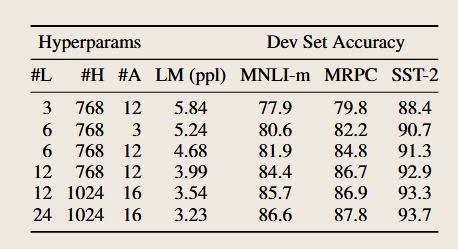 Hyperparams Dev Set Accuracy
#L #H #A LM (ppl) MNLI-m MRPC SST-2
3 768 12 5.84 77.9 79.8 88.4
6 768 3 5.24 80.6 82.2 90.7
6 768 12 4.68 81.9 84.8 91.3
12 768 12 3.99 84.4 86.7 92.9
12 1024 16 3.54 85.7 86.9 93.3
24 1024 16 3.23 86.6 87.8 93.7